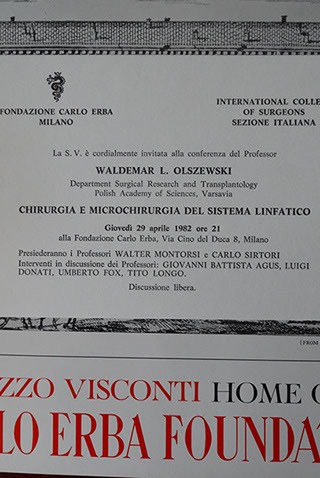 FONDAZIONE CARLO ERBA
MILANO
INTERNATIONAL COLLE
OF SURGEONS
SEZIONE ITALIANA
La S. V. è cordialmente invitata alla conferenza del Professor
WALDEMAR L. OLSZEWSKI
Department Surgical Research and Transplantology
Polish Academy of Sciences, Varsavia
CHIRURGIA E MICROCHIRURGIA DEL SISTEMA LINFATICO
Giovedì 29 aprile 1982 ore 21
alla Fondazione Carlo Erba, Via Cino del Duca 8, Milano
Presiederanno i Professori WALTER MONTORSI e CARLO SIRTORI
Interventi in discussione dei Professori: GIOVANNI BATTISTA AGUS, LUIGI
DONATI, UMBERTO FOX, TITO LONGO.
Discussione libera.
(FROM
ZZO VISCONTI HOME O
LO ERBA FOUNDA